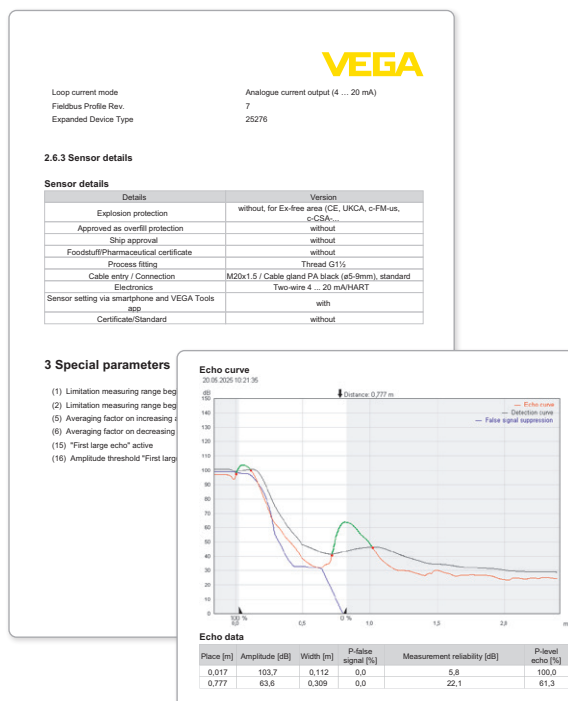 VEGA
Loop current mode Analogue current output (4 ... 20 mA)
Fieldbus Profile Rev. 7
Expanded Device Type 25276
2.6.3 Sensor details
Sensor details
Details Version
Explosion protection without, for Ex-free area (CE, UKCA, c-FM-us, c-CSA-...
Approved as overfill protection without
Ship approval without
Foodstuff/Pharmaceutical certificate without
Process fitting Thread G1½
Cable entry / Connection M20x1.5 / Cable gland PA black (ø5-9mm), standard
Electronics Two-wire 4 ... 20 mA/HART
Sensor setting via smartphone and VEGA Tools app with
Certificate/Standard without
3 Special parameters
(1) Limitation measuring range beg
(2) Limitation measuring range beg
(5) Averaging factor on increasing
(6) Averaging factor on decreasing
(15) "First large echo" active
(16) Amplitude threshold "First larg
Echo curve
20.05.2025 10:21:35
dB
Distance: 0,777 m
Echo curve
Detection curve
False signal suppression
150
140
130
120
110
100
90
80
70
60
50
40
30
20
10
0
100 % 0 %
0,0 0,5 1,0 1,5 2,0 m
Echo data
Place [m] Amplitude [dB] Width [m] P-false signal [%] Measurement reliability [dB] P-level echo [%]
0,017 103,7 0,112 0,0 5,8 100,0
0,777 63,6 0,309 0,0 22,1 61,3